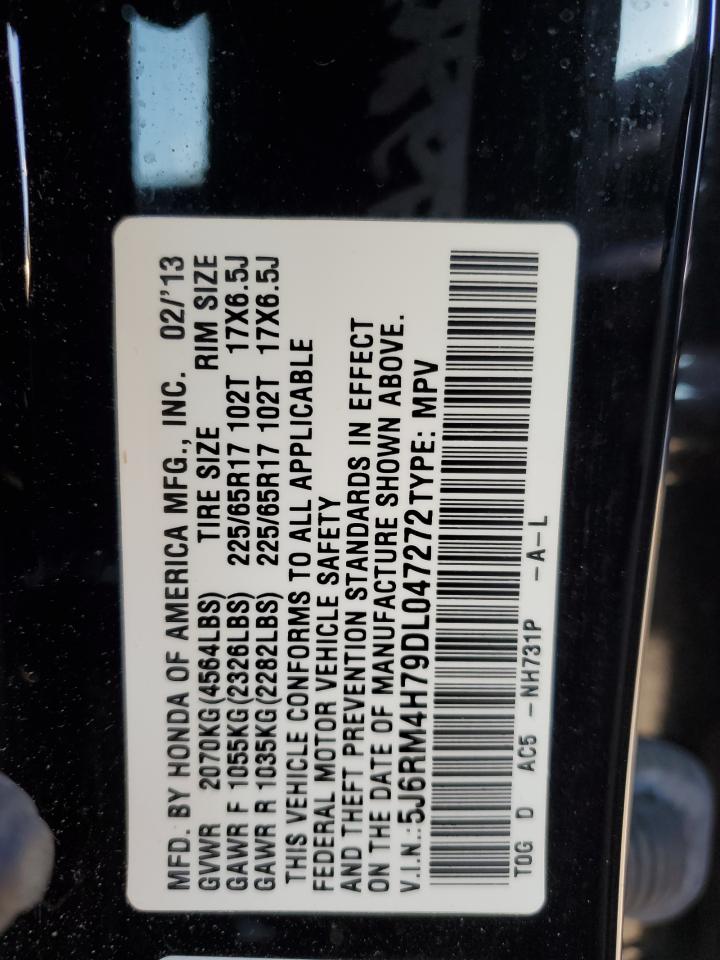 MFD. BY HONDA OF AMERICA MFG., INC. 02/'13
GVWR 2070KG (4564LBS) TIRE SIZE RIM SIZE
GAWR F 1055KG (2326LBS) 225/65R17 102T 17X6.5J
GAWR R 1035KG (2282LBS) 225/65R17 102T 17X6.5J
THIS VEHICLE CONFORMS TO ALL APPLICABLE
FEDERAL MOTOR VEHICLE SAFETY
AND THEFT PREVENTION STANDARDS IN EFFECT
ON THE DATE OF MANUFACTURE SHOWN ABOVE.
V.I.N.:5J6RM4H79DL047272 TYPE: MPV
T0G D AC5 -NH731P -A-L